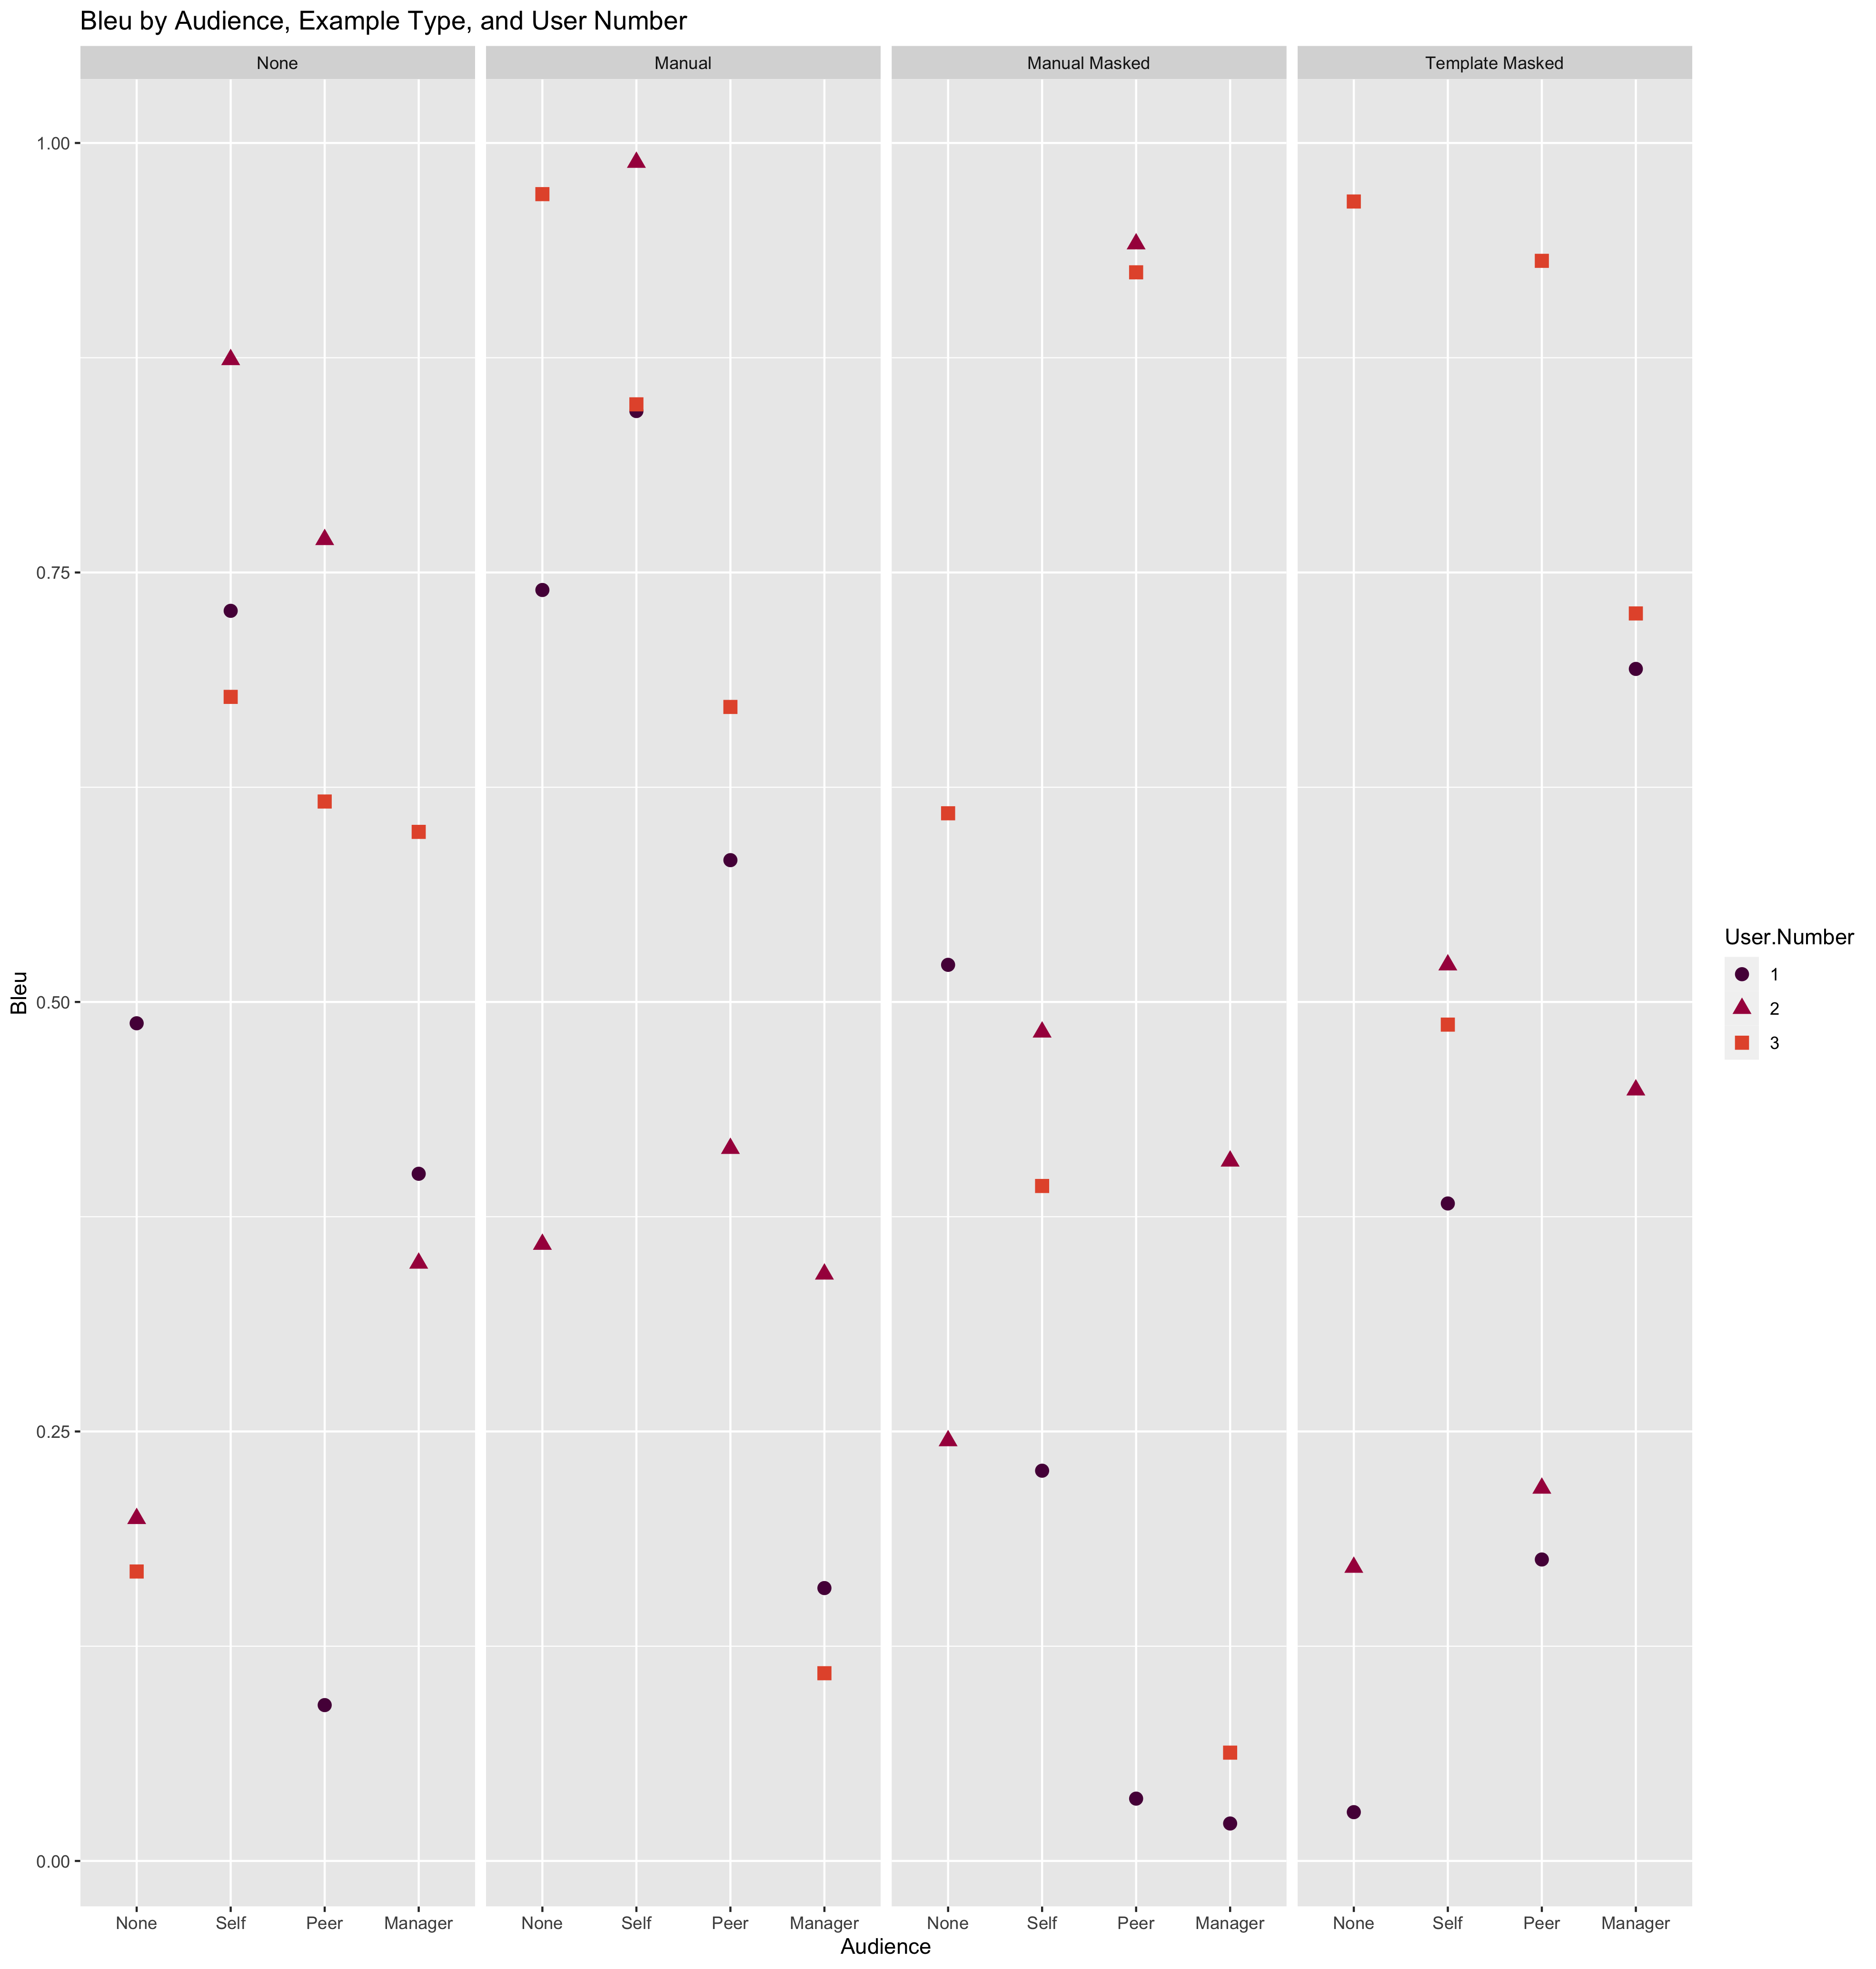 Bleu by Audience, Example Type, and User Number
None
Manual
Manual Masked
Template Masked
1.00
0.75
0.50
0.25
0.00
Bleu
None Self Peer Manager
None Self Peer Manager
None Self Peer Manager
None Self Peer Manager
Audience
User.Number
1
2
3